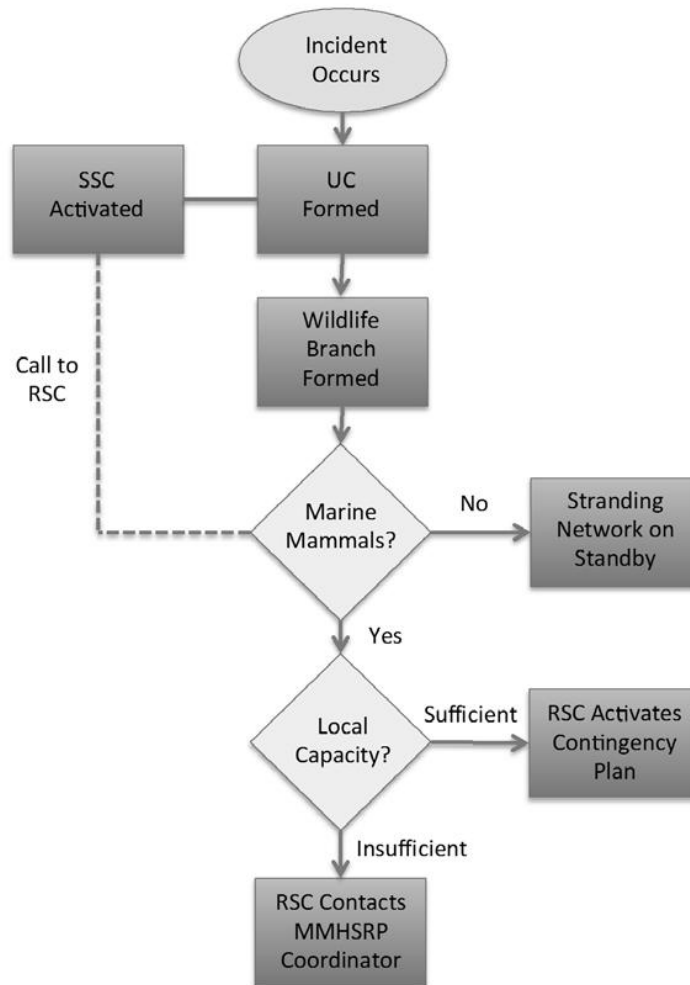 Incident
Occurs
SSC
Activated
UC
Formed
Wildlife
Branch
Formed
Call to
RSC
Marine
Mammals?
No
Stranding
Network on
Standby
Yes
Local
Capacity?
Sufficient
RSC Activates
Contingency
Plan
Insufficient
RSC Contacts
MMHSRP
Coordinator